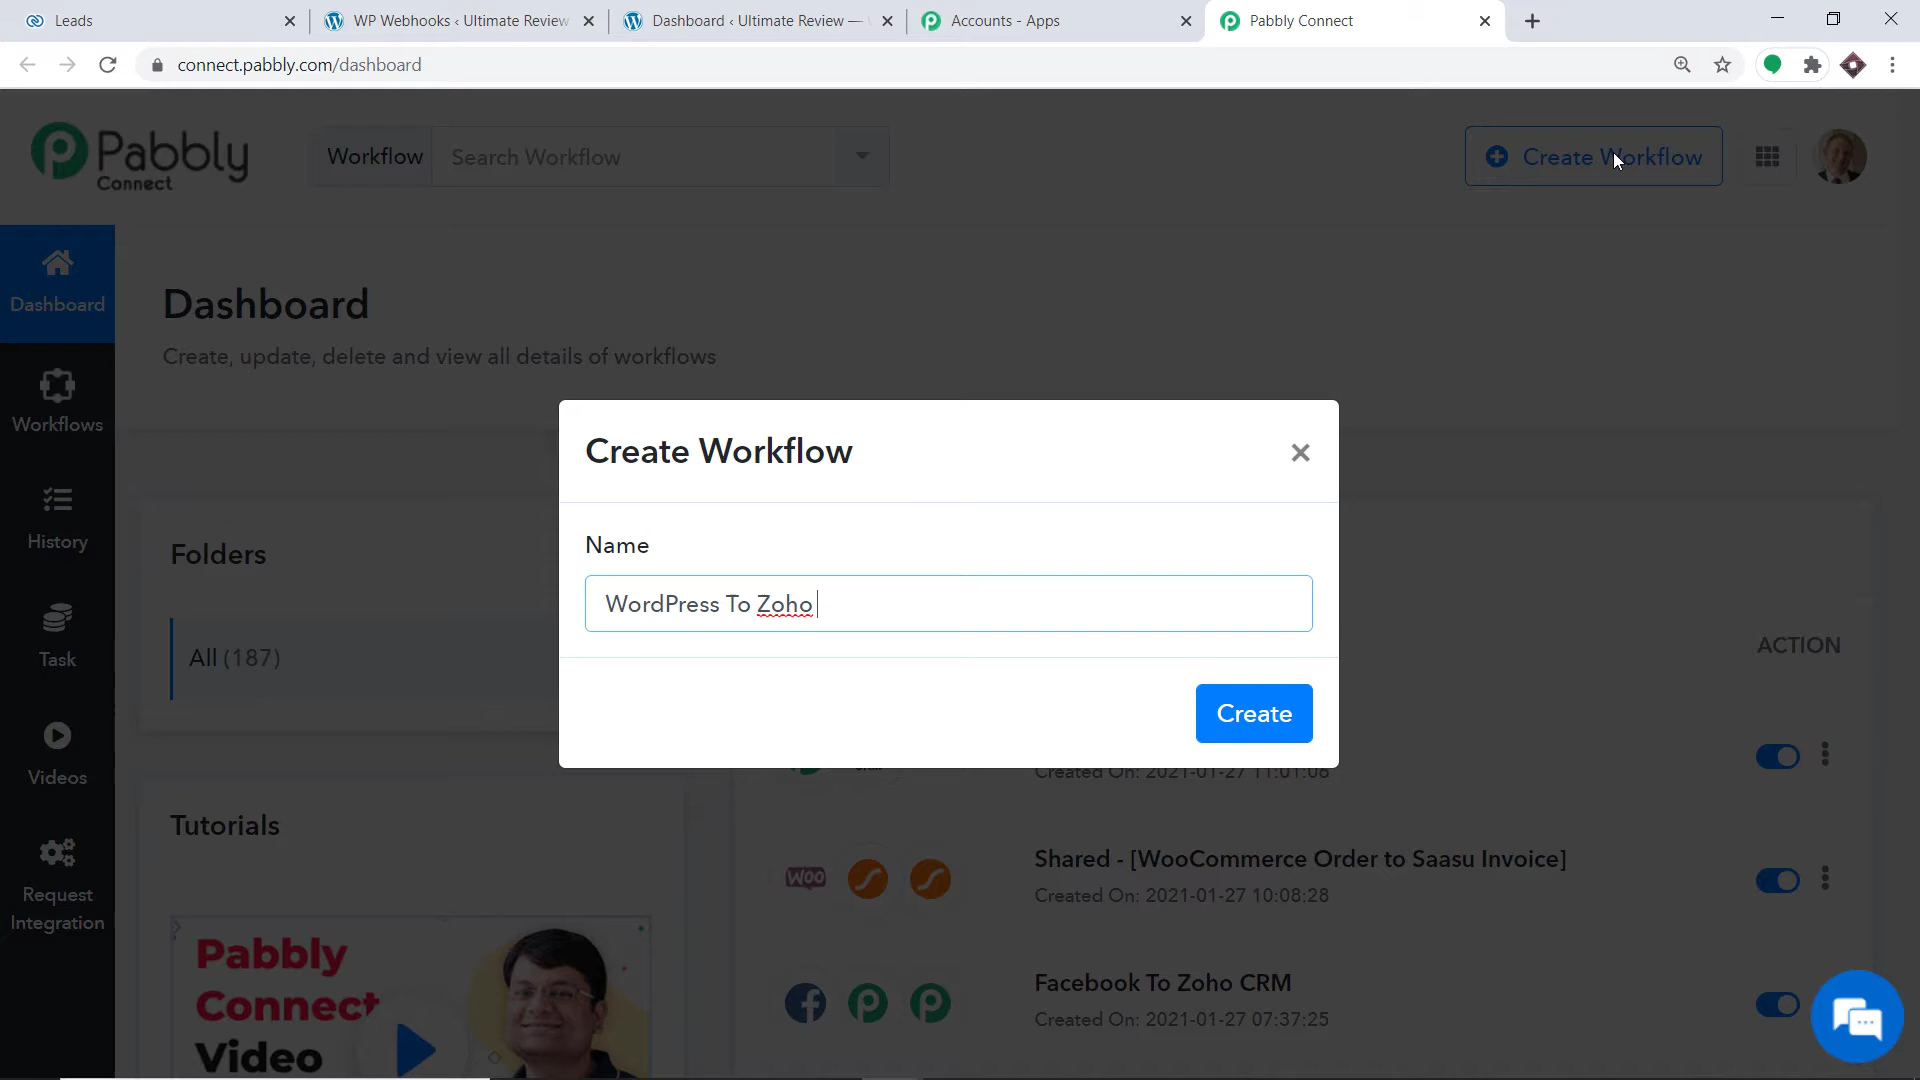 Leads
WP Webhooks ‹ Ultimate Review
Dashboard ‹ Ultimate Review —
Accounts - Apps
Pabbly Connect
connect.pabbly.com/dashboard
Pabbly
Connect
Workflow
Search Workflow
Create Workflow
Dashboard
Workflows
History
Task
Videos
Request
Integration
Dashboard
Create, update, delete and view all details of workflows
Folders
All (187)
Tutorials
Pabbly
Connect
Video
Create Workflow
Name
WordPress To Zoho
Create
ACTION
Created On: 2021-01-27 11:01:08
WOO
Shared - [WooCommerce Order to Saasu Invoice]
Created On: 2021-01-27 10:08:28
Facebook To Zoho CRM
Created On: 2021-01-27 07:37:25